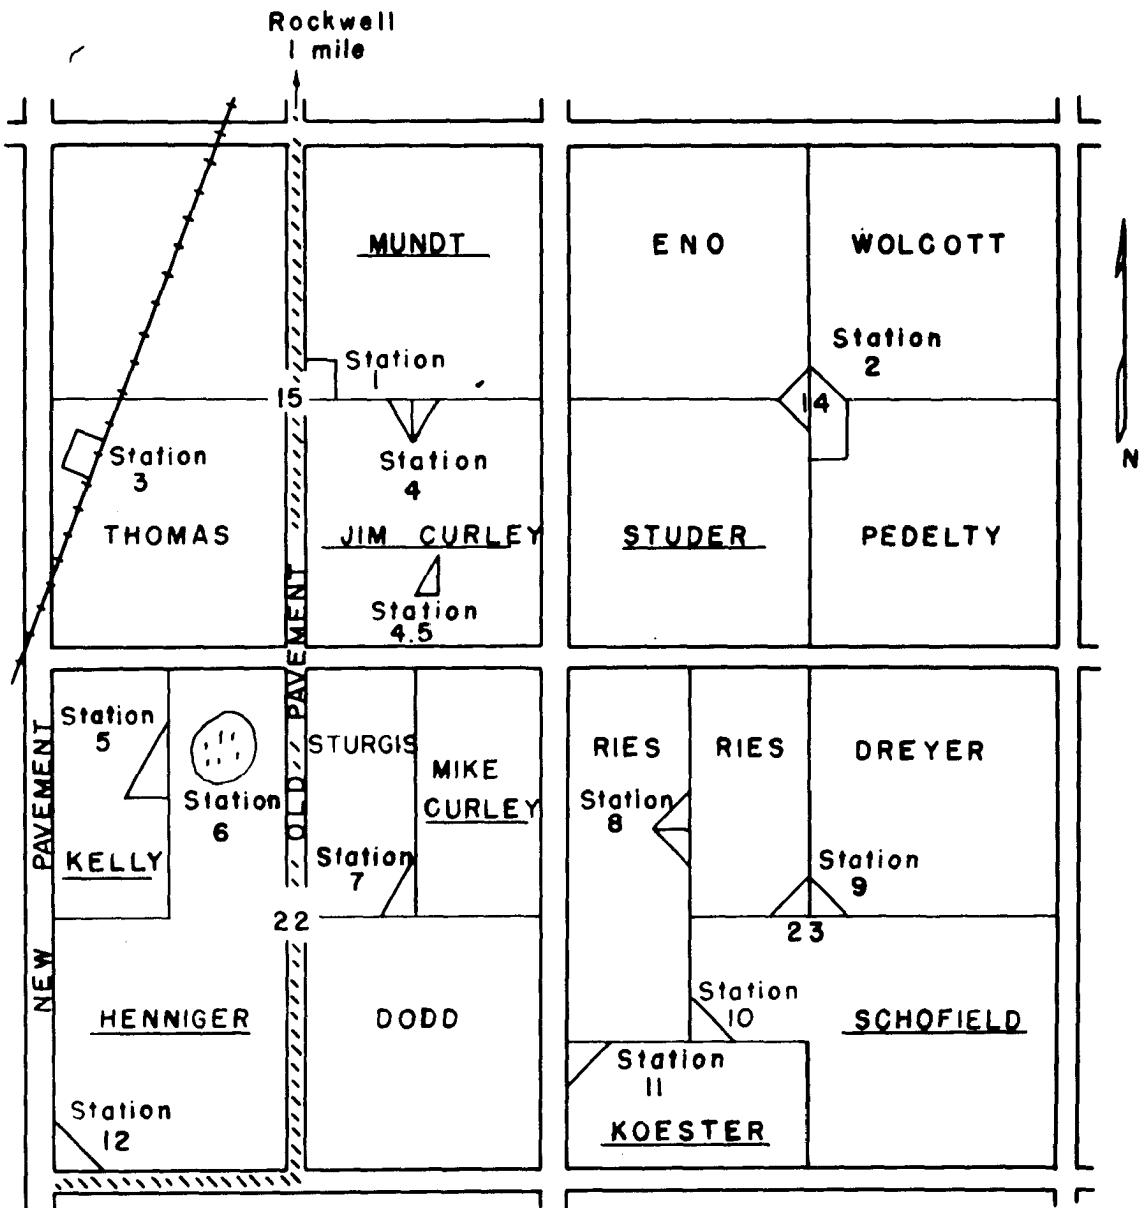 Rockwell
1 mile
MUNDT
ENO
WOLCOTT
Station
2
Station
1
15
14
Station
3
Station
4
N
THOMAS
JIM CURLEY
STUDER
PEDELTY
Station
4.5
OLD PAVEMENT
NEW PAVEMENT
Station
5
STURGIS
RIES
RIES
DREYER
MIKE
CURLEY
Station
6
Station
8
KELLY
Station
7
Station
9
22
23
HENNIGER
DODD
Station
10
SCHOFIELD
Station
11
Station
12
KOESTER